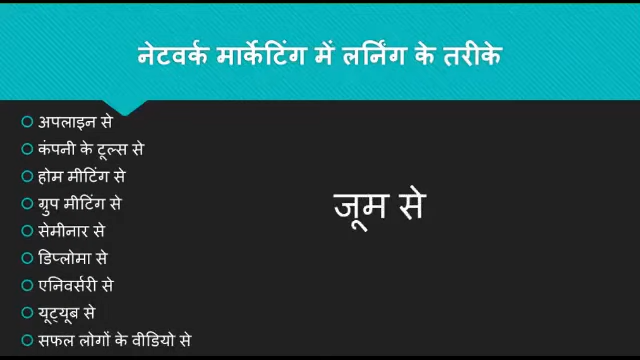 नेटवर्क मार्केटिंग में लर्निंग के तरीके
अपलाइन से
कंपनी के टूल्स से
होम मीटिंग से
ग्रुप मीटिंग से
सेमीनार से
डिप्लोमा से
एनिवर्सरी से
यूट्यूब से
सफल लोगों के वीडियो से
जूम से